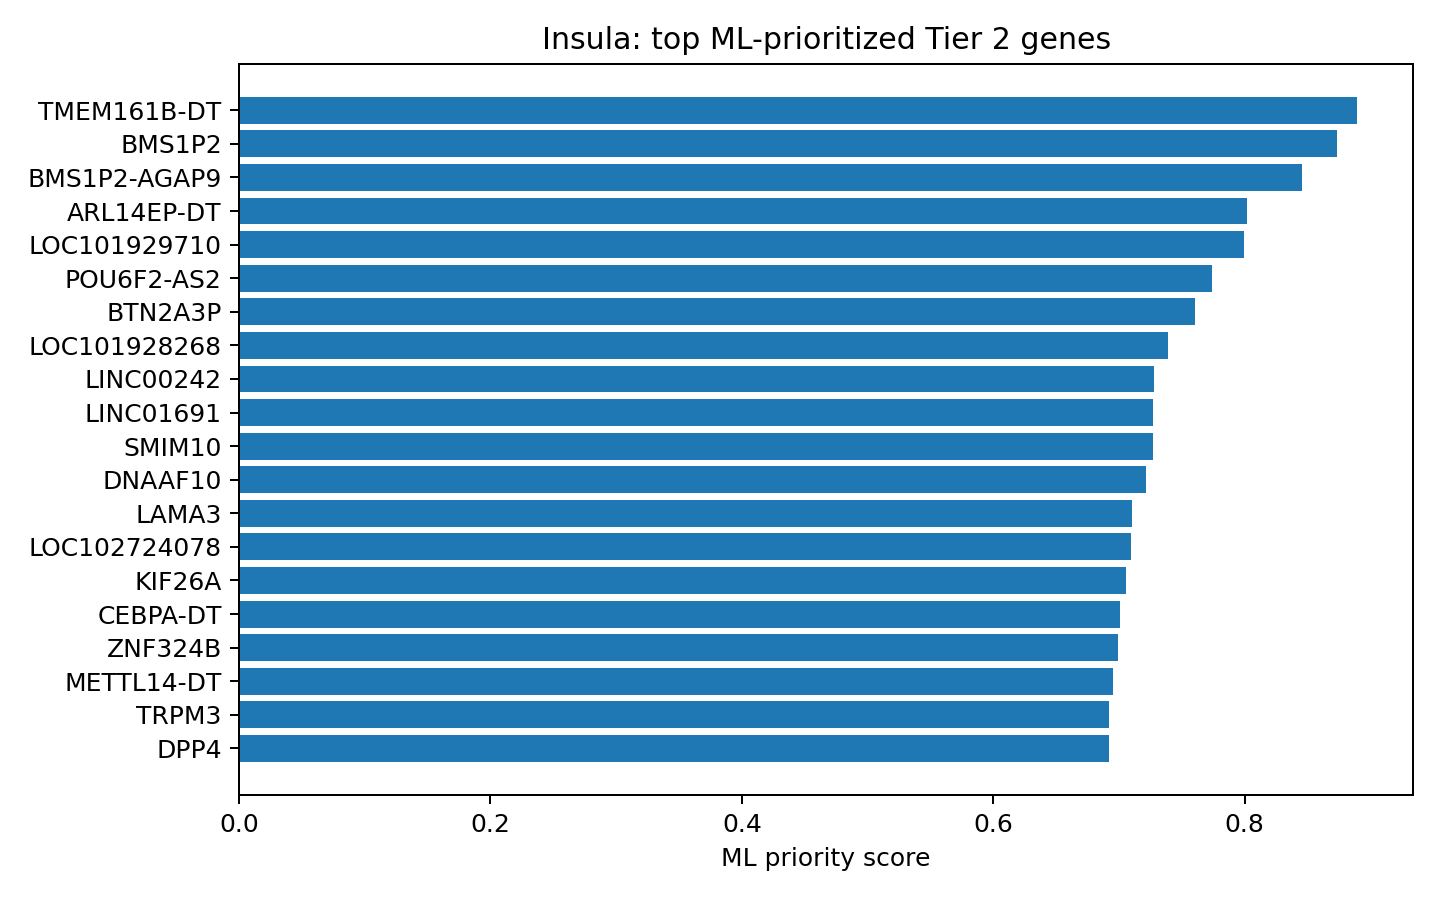 Insula: top ML-prioritized Tier 2 genes
TMEM161B-DT
BMS1P2
BMS1P2-AGAP9
ARL14EP-DT
LOC101929710
POU6F2-AS2
BTN2A3P
LOC101928268
LINC00242
LINC01691
SMIM10
DNAAF10
LAMA3
LOC102724078
KIF26A
CEBPA-DT
ZNF324B
METTL14-DT
TRPM3
DPP4
0.0 0.2 0.4 0.6 0.8
ML priority score